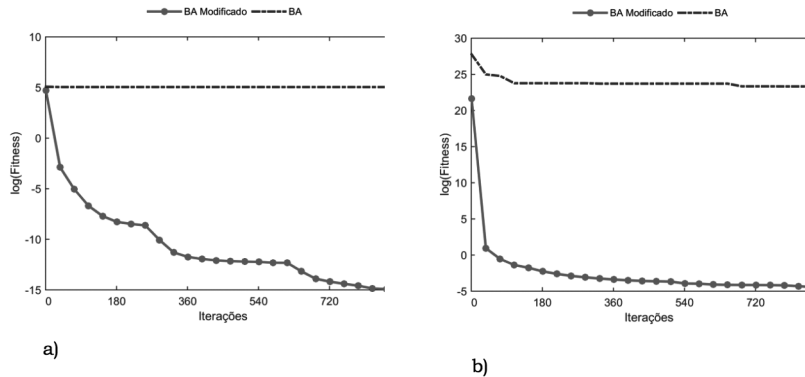 BA Modificado BA
10
5
0
-5
-10
-15
log(Fitness)
0 180 360 540 720
Iterações
a)
BA Modificado BA
30
25
20
15
10
5
0
-5
log(Fitness)
0 180 360 540 720
Iterações
b)